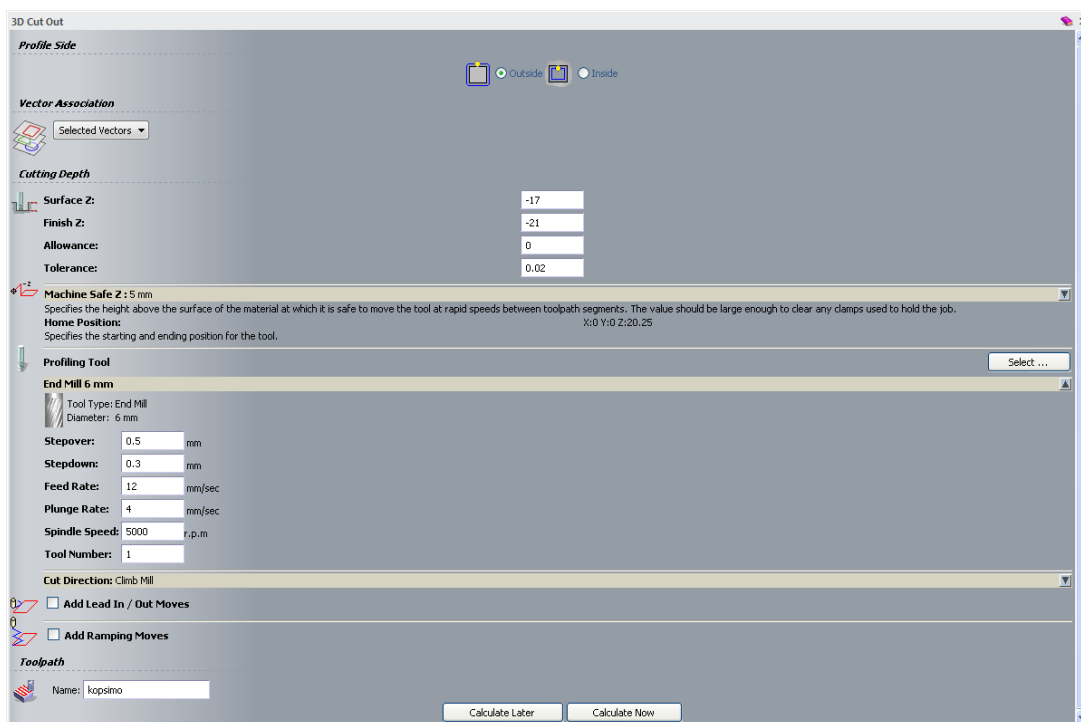 3D Cut Out
Profile Side
Outside Inside
Vector Association
Selected Vectors
Cutting Depth
Surface Z: -17
Finish Z: -21
Allowance: 0
Tolerance: 0.02
-Z
Machine Safe Z : 5 mm
Specifies the height above the surface of the material at which it is safe to move the tool at rapid speeds between toolpath segments. The value should be large enough to clear any clamps used to hold the job.
Home Position: X:0 Y:0 Z:20.25
Specifies the starting and ending position for the tool.
Profiling Tool Select ...
End Mill 6 mm
Tool Type: End Mill
Diameter: 6 mm
Stepover: 0.5 mm
Stepdown: 0.3 mm
Feed Rate: 12 mm/sec
Plunge Rate: 4 mm/sec
Spindle Speed: 5000 r.p.m
Tool Number: 1
Cut Direction: Climb Mill
Add Lead In / Out Moves
Add Ramping Moves
Toolpath
Name: kopsimo
Calculate Later Calculate Now